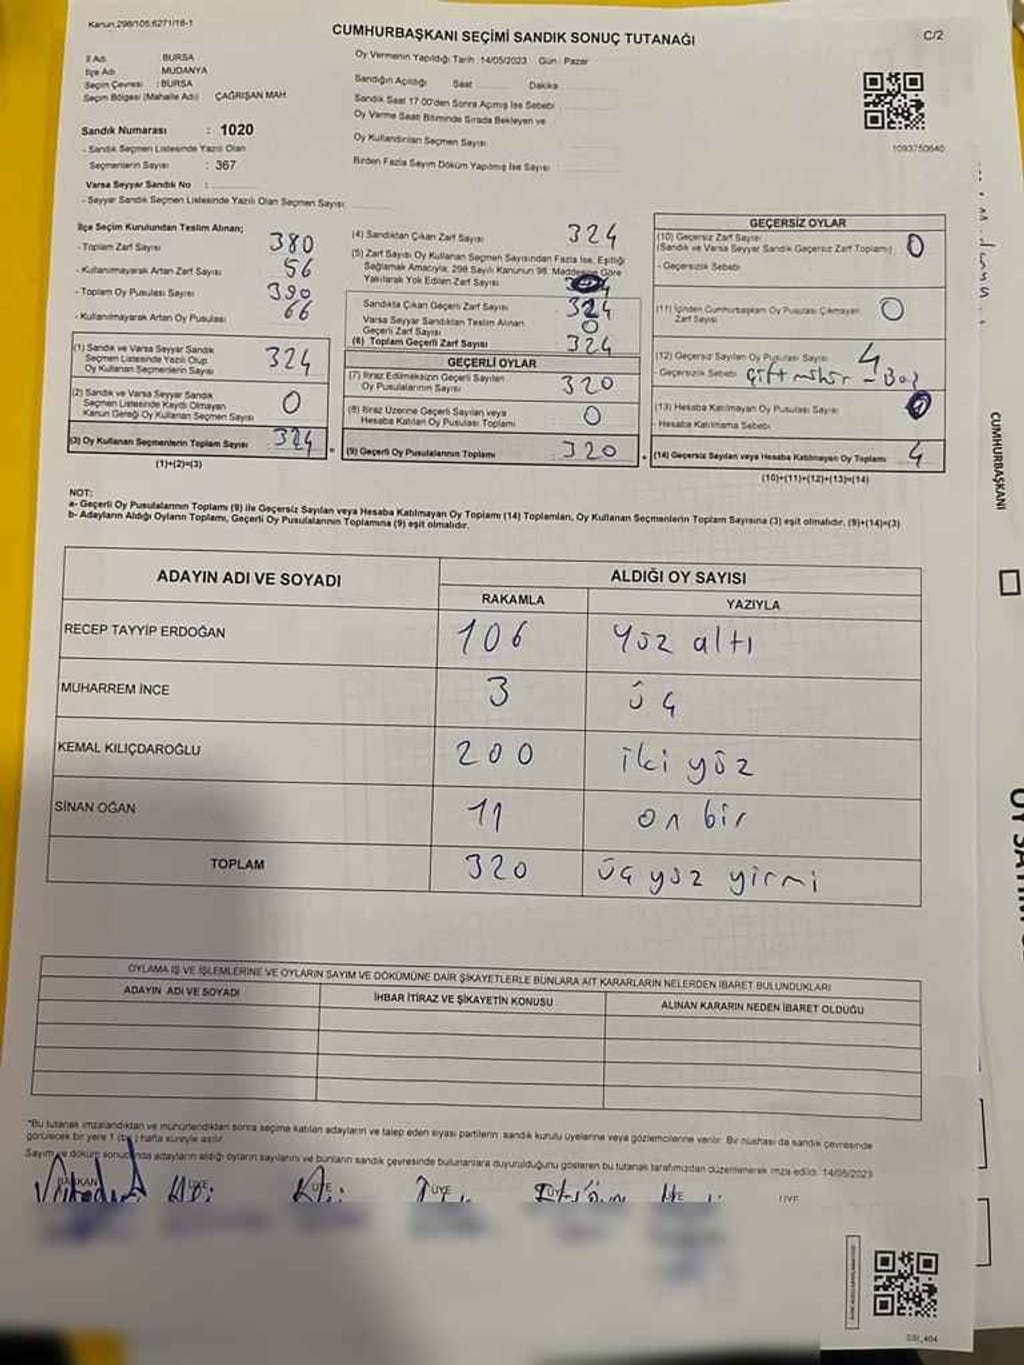 Kanun,298/105,6271/18-1
CUMHURBAŞKANI SEÇİMİ SANDIK SONUÇ TUTANAĞI
C/2
İl Adı : BURSA
İlçe Adı : MUDANYA
Seçim Çevresi : BURSA
Seçim Bölgesi (Mahalle Adı) ÇAĞRIŞAN MAH.
Sandık Numarası : 1020
- Sandık Seçmen Listesinde Yazılı Olan
Seçmenlerin Sayısı : 367
Varsa Seyyar Sandık No :
- Seyyar Sandık Seçmen Listesinde Yazılı Olan Seçmen Sayısı:
Oy Vermenin Yapıldığı Tarih :14/05/2023 Gün : Pazar
Sandığın Açıldığı Saat Dakika
Sandık Saat 17.00'den Sonra Açılmış İse Sebebi
Oy Verme Saat Bitiminde Sırada Bekleyen ve
Oy Kullandırılan Seçmen Sayısı
Birden Fazla Sayım Döküm Yapılmış İse Sayısı
1093750640
İlçe Seçim Kurulundan Teslim Alınan;
- Toplam Zarf Sayısı 380
- Kullanılmayarak Artan Zarf Sayısı 56
- Toplam Oy Pusulası Sayısı 390
- Kullanılmayarak Artan Oy Pusulası 66
(1) Sandık ve Varsa Seyyar Sandık
Seçmen Listesinde Yazılı Olup
Oy Kullanan Seçmenlerin Sayısı 324
(2) Sandık ve Varsa Seyyar Sandık
Seçmen Listesinde Kayıtlı Olmayan
Kanun Gereği Oy Kullanan Seçmen Sayısı 0
(3) Oy Kullanan Seçmenlerin Toplam Sayısı 324
(1)+(2)=(3)
(4) Sandıktan Çıkan Zarf Sayısı 324
(5) Zarf Sayısı Oy Kullanan Seçmen Sayısından Fazla İse, Eşitliği
Sağlamak Amacıyla, 298 Sayılı Kanunun 98. Maddesine Göre
Yakılarak Yok Edilen Zarf Sayısı
Sandıkta Çıkan Geçerli Zarf Sayısı 324
Varsa Seyyar Sandıktan Teslim Alınan
Geçerli Zarf Sayısı 0
(6) Toplam Geçerli Zarf Sayısı 324
GEÇERLİ OYLAR
(7) İtiraz Edilmeksizin Geçerli Sayılan
Oy Pusulalarının Sayısı 320
(8) İtiraz Üzerine Geçerli Sayılan veya
Hesaba Katılan Oy Pusulası Toplamı 0
(9) Geçerli Oy Pusulalarının Toplamı 320
GEÇERSİZ OYLAR
(10) Geçersiz Zarf Sayısı
(Sandık ve Varsa Seyyar Sandık Geçersiz Zarf Toplamı) 0
- Geçersizlik Sebebi
(11) İçinden Cumhurbaşkanı Oy Pusulası Çıkmayan
Zarf Sayısı 0
(12) Geçersiz Sayılan Oy Pusulası Sayısı 4
- Geçersizlik Sebebi Çift mühür - Boş
(13) Hesaba Katılmayan Oy Pusulası Sayısı
- Hesaba Katılmama Sebebi
(14) Geçersiz Sayılan veya Hesaba Katılmayan Oy Toplamı 4
(10)+(11)+(12)+(13)=(14)
NOT:
a- Geçerli Oy Pusulalarının Toplamı (9) ile Geçersiz Sayılan veya Hesaba Katılmayan Oy Toplamı (14) Toplamları, Oy Kullanan Seçmenlerin Toplam Sayısına (3) eşit olmalıdır. (9)+(14)=(3)
b- Adayların Aldığı Oyların Toplamı, Geçerli Oy Pusulalarının Toplamına (9) eşit olmalıdır.
ADAYIN ADI VE SOYADI
ALDIĞI OY SAYISI
RAKAMLA YAZIYLA
RECEP TAYYİP ERDOĞAN 106 yüz altı
MUHARREM İNCE 3 üç
KEMAL KILIÇDAROĞLU 200 iki yüz
SİNAN OĞAN 11 on bir
TOPLAM 320 üç yüz yirmi
OYLAMA İŞ VE İŞLEMLERİNE VE OYLARIN SAYIM VE DÖKÜMÜNE DAİR ŞİKAYETLERLE BUNLARA AİT KARARLARIN NELERDEN İBARET BULUNDUKLARI
ADAYIN ADI VE SOYADI İHBAR İTİRAZ VE ŞİKAYETİN KONUSU ALINAN KARARIN NEDEN İBARET OLDUĞU
*Bu tutanak imzalandıktan ve mühürlendikten sonra seçime katılan adayların ve talep eden siyasi partilerin sandık kurulu üyelerine veya gözlemcilerine verilir. Bir nüshası da sandık çevresinde
görülecek bir yere 1 (bir) hafta süreyle asılır.
Sayım ve döküm sonucunda adayların aldığı oyların sayılarını ve bunların sandık çevresinde bulunanlara duyurulduğunu gösteren bu tutanak tarafımızdan düzenlenerek imza edildi. 14/05/2023
BAŞKAN ÜYE ÜYE ÜYE ÜYE ÜYE ÜYE
CUMHURBAŞKANI